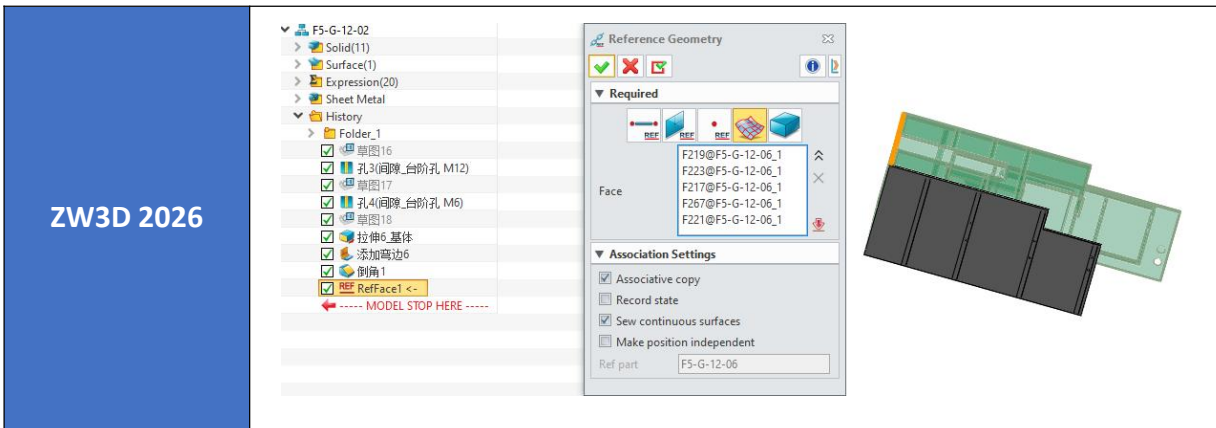 ZW3D 2026
F5-G-12-02
Solid(11)
Surface(1)
Expression(20)
Sheet Metal
History
Folder_1
草图16
孔3(间隙_台阶孔 M12)
草图17
孔4(间隙_台阶孔 M6)
草图18
拉伸6_基体
添加弯边6
倒角1
REF RefFace1 <-
----- MODEL STOP HERE -----
Reference Geometry
Required
REF REF REF
Face
F219@F5-G-12-06_1
F223@F5-G-12-06_1
F217@F5-G-12-06_1
F267@F5-G-12-06_1
F221@F5-G-12-06_1
Association Settings
Associative copy
Record state
Sew continuous surfaces
Make position independent
Ref part F5-G-12-06